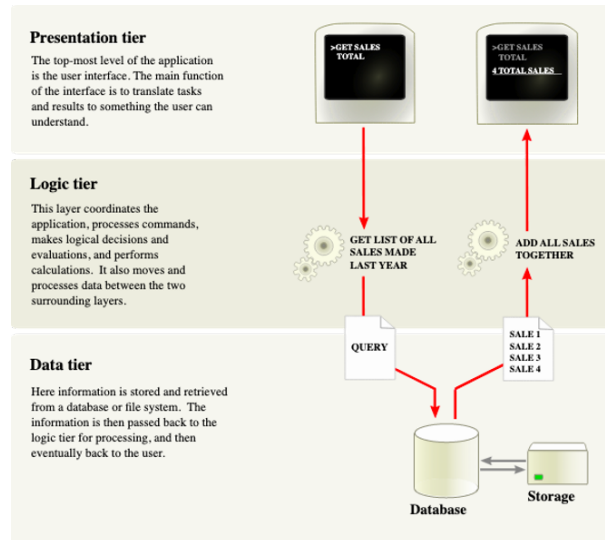 Presentation tier
The top-most level of the application
is the user interface. The main function
of the interface is to translate tasks
and results to something the user can
understand.
>GET SALES
TOTAL
>GET SALES
TOTAL
4 TOTAL SALES
Logic tier
This layer coordinates the
application, processes commands,
makes logical decisions and
evaluations, and performs
calculations. It also moves and
processes data between the two
surrounding layers.
GET LIST OF ALL
SALES MADE
LAST YEAR
ADD ALL SALES
TOGETHER
Data tier
Here information is stored and retrieved
from a database or file system. The
information is then passed back to the
logic tier for processing, and then
eventually back to the user.
QUERY
SALE 1
SALE 2
SALE 3
SALE 4
Database
Storage